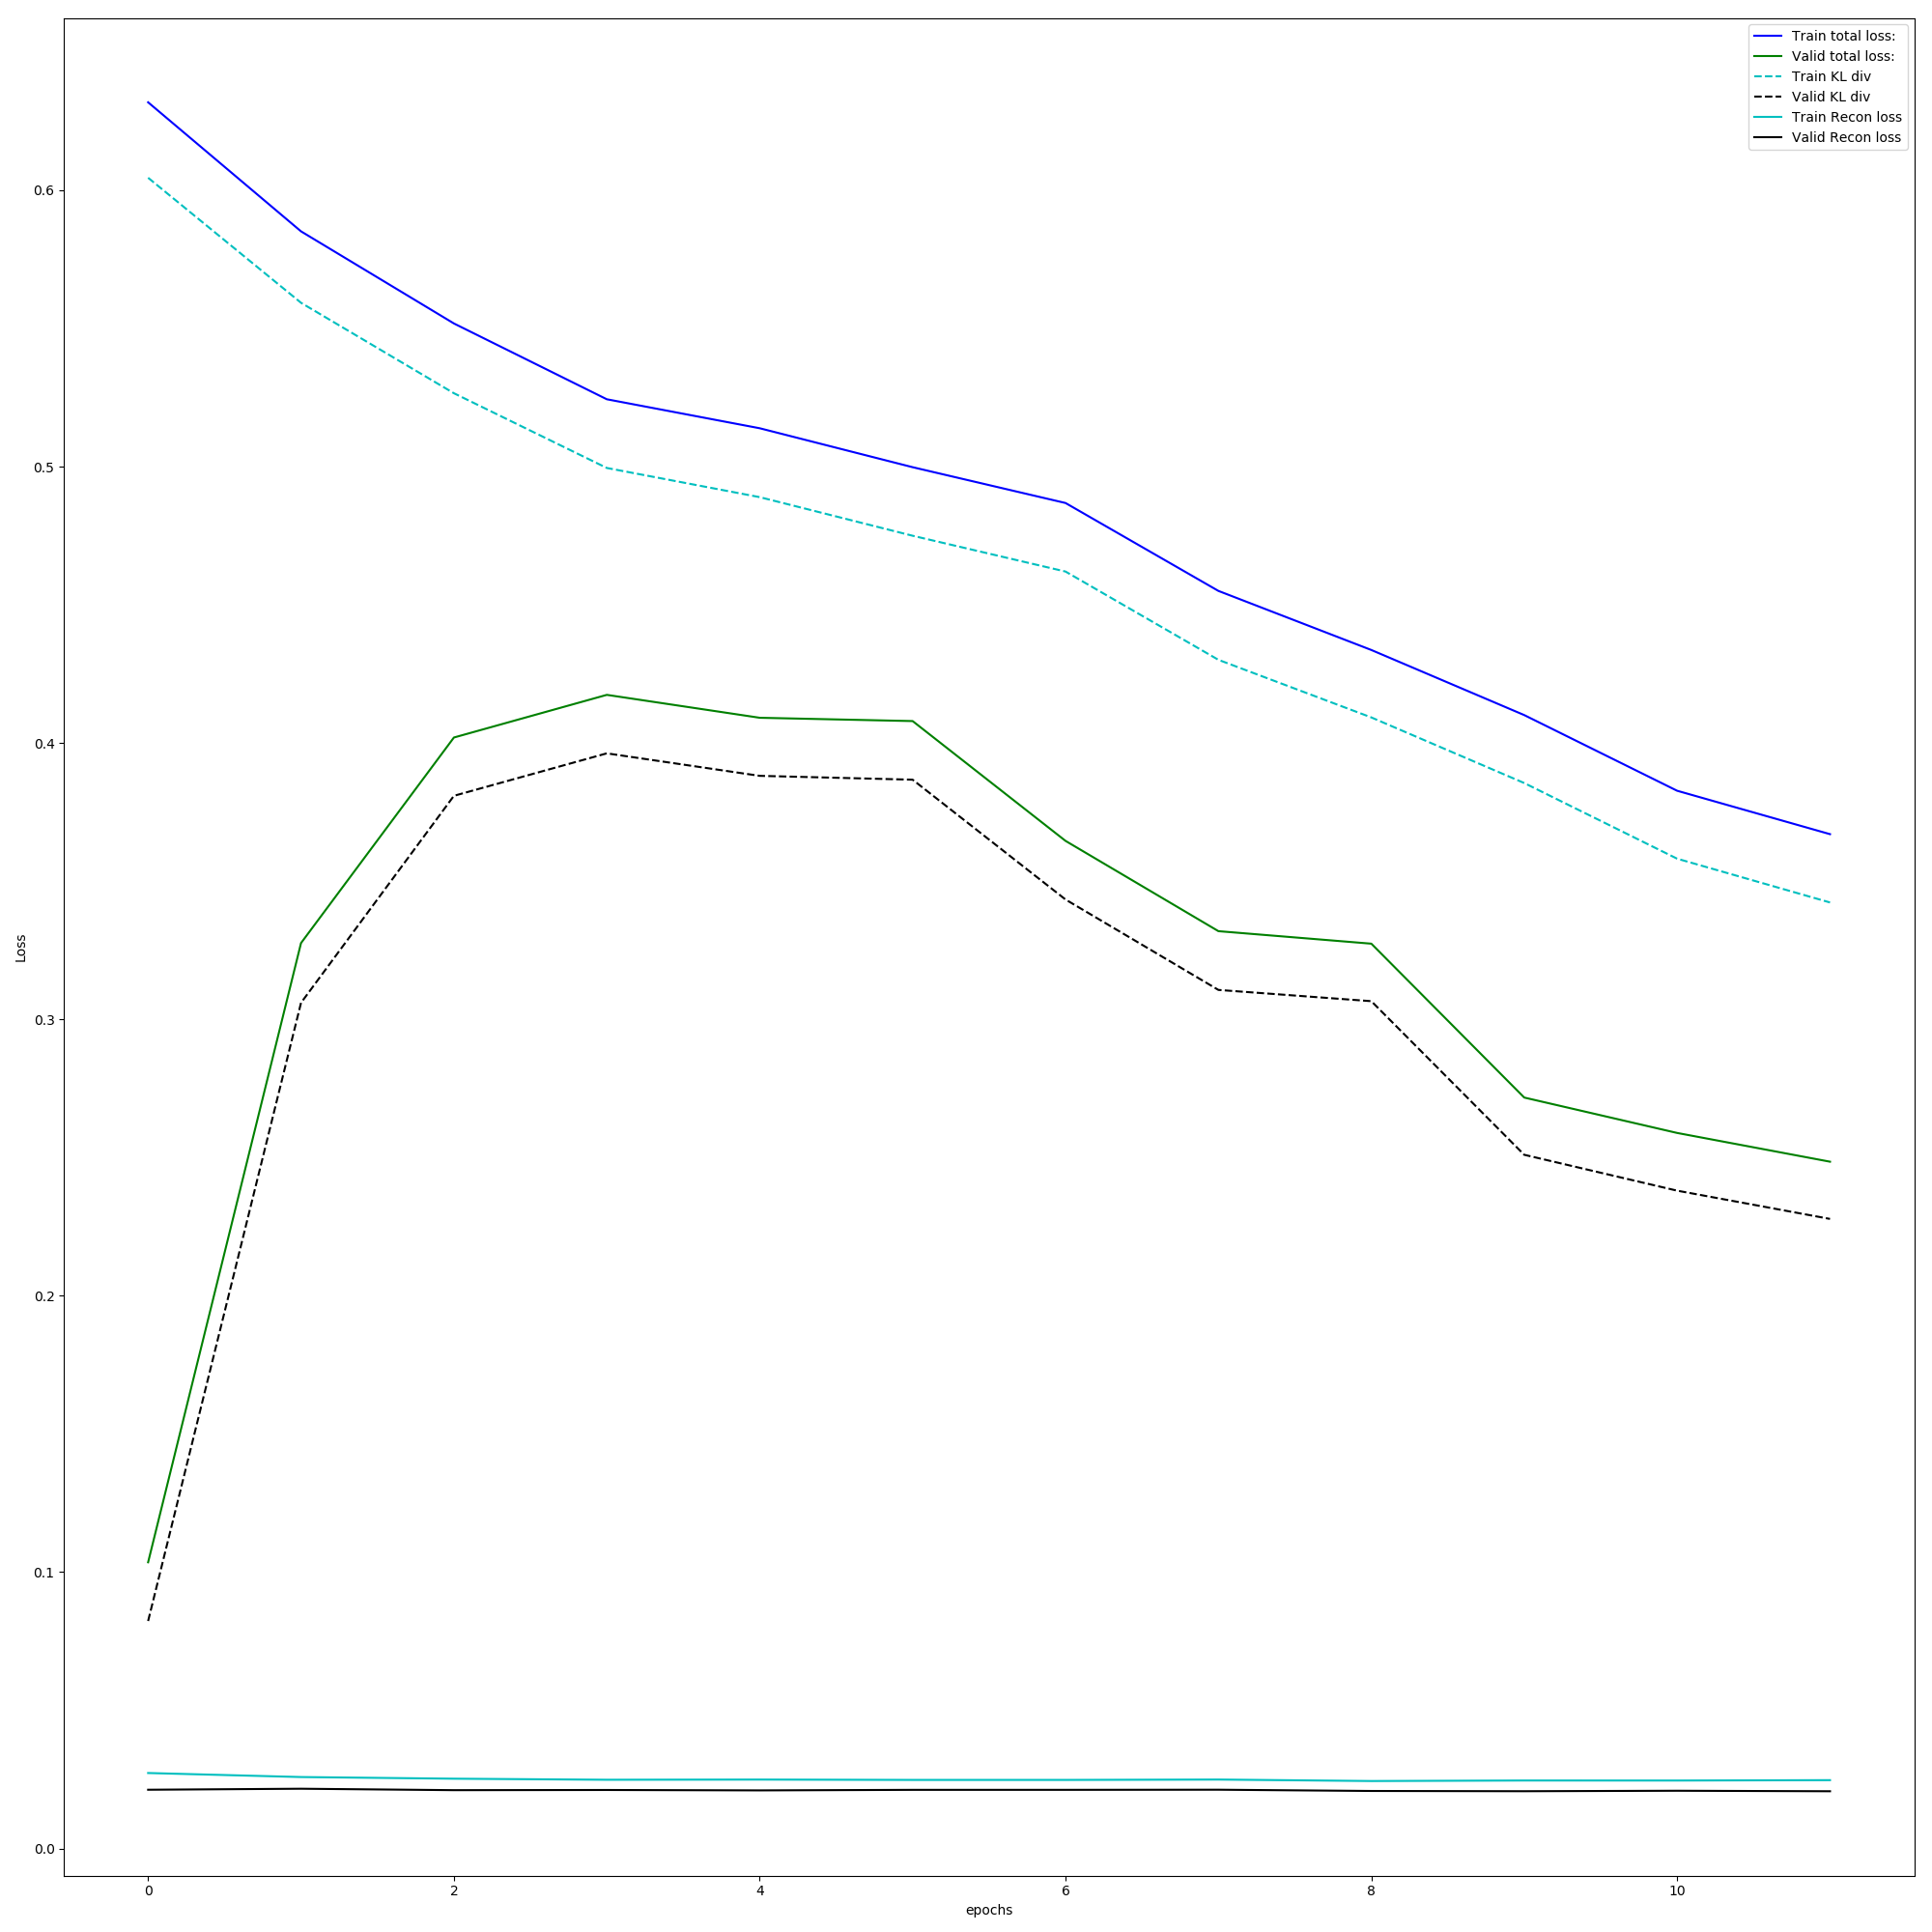 Train total loss:
Valid total loss:
Train KL div
Valid KL div
Train Recon loss
Valid Recon loss
0.6
0.5
0.4
0.3
0.2
0.1
0.0
Loss
0 2 4 6 8 10
epochs